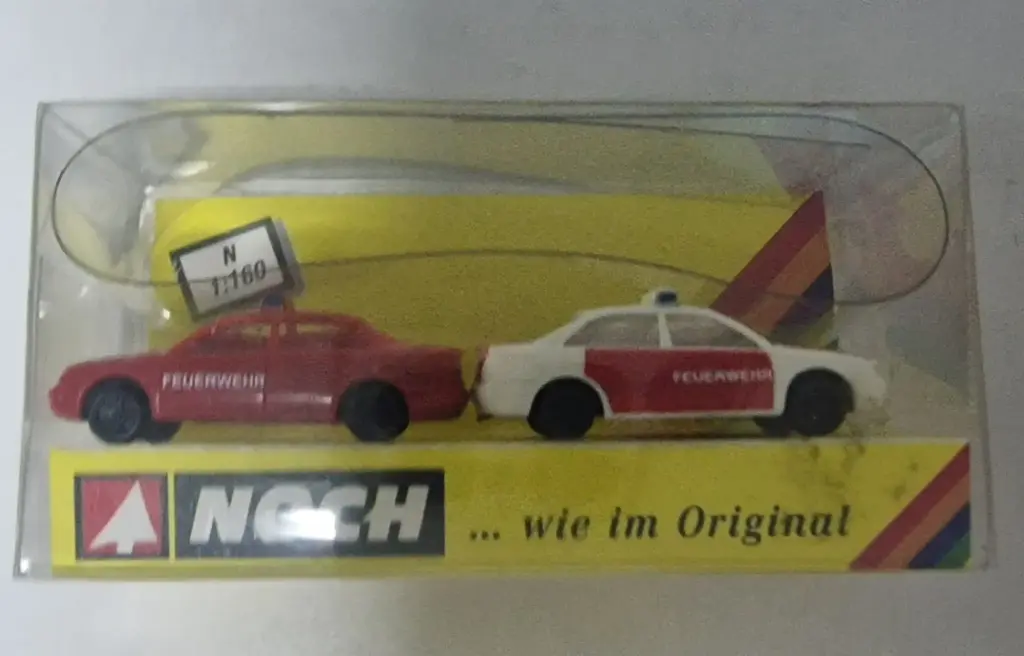 N
1:160
FEUERWEHR
FEUERWEHR
NOCH
... wie im Original